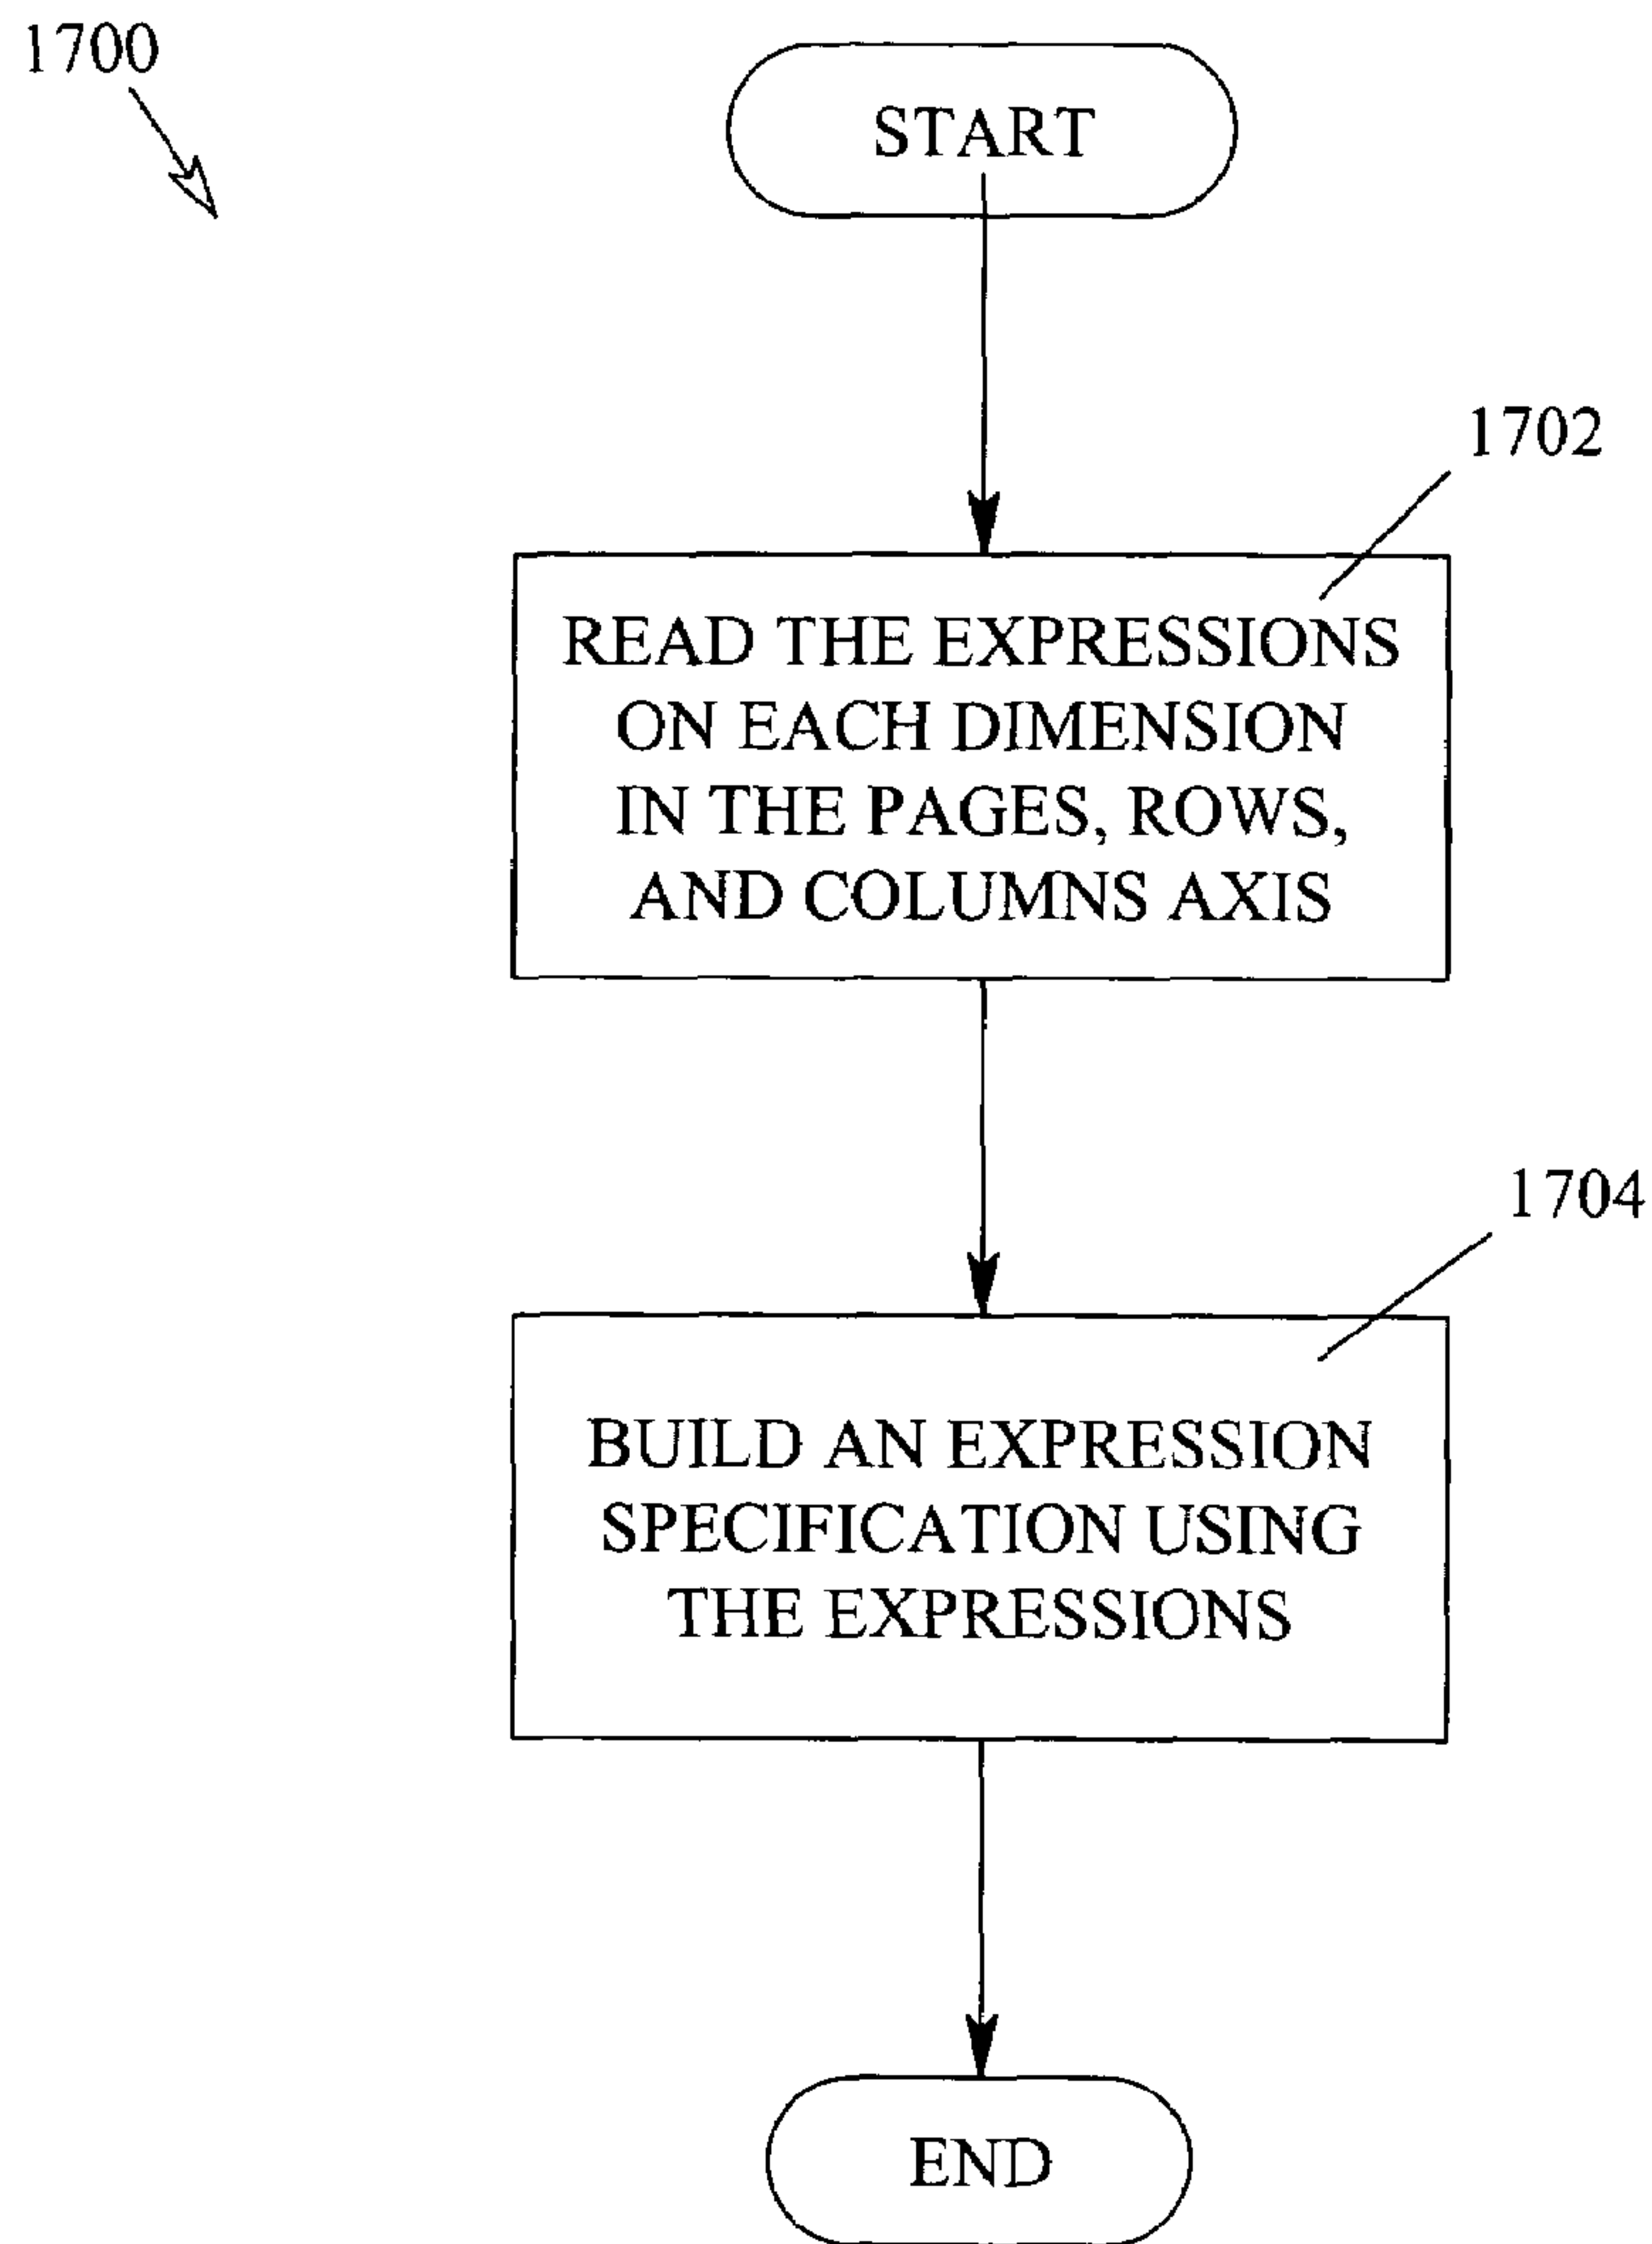 1700
START
1702
READ THE EXPRESSIONS
ON EACH DIMENSION
IN THE PAGES, ROWS,
AND COLUMNS AXIS
1704
BUILD AN EXPRESSION
SPECIFICATION USING
THE EXPRESSIONS
END